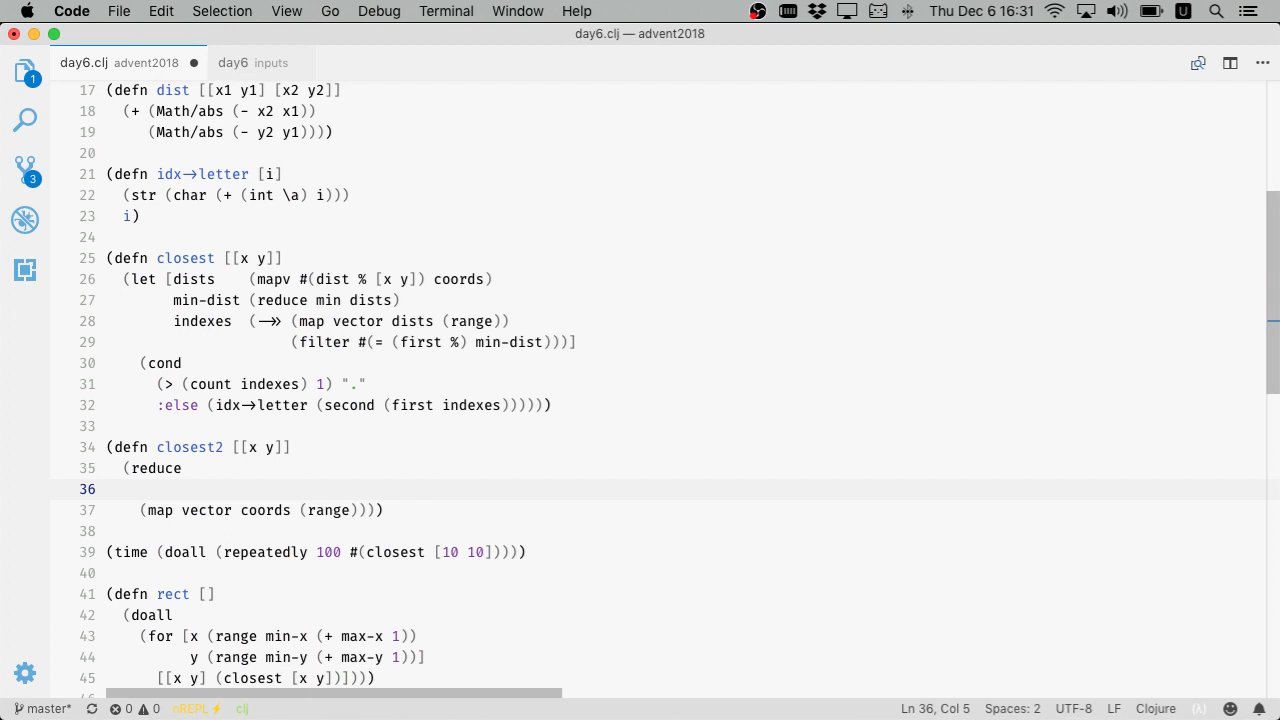 Code File Edit Selection View Go Debug Terminal Window Help Thu Dec 6 16:31 U
day6.clj — advent2018
day6.clj advent2018 ● day6 inputs
17 (defn dist [[x1 y1] [x2 y2]]
18 (+ (Math/abs (- x2 x1))
19 (Math/abs (- y2 y1))))
20
21 (defn idx->letter [i]
22 (str (char (+ (int \a) i)))
23 i)
24
25 (defn closest [[x y]]
26 (let [dists (mapv #(dist % [x y]) coords)
27 min-dist (reduce min dists)
28 indexes (->> (map vector dists (range))
29 (filter #(= (first %) min-dist)))]
30 (cond
31 (> (count indexes) 1) "."
32 :else (idx->letter (second (first indexes))))))
33
34 (defn closest2 [[x y]]
35 (reduce
36
37 (map vector coords (range))))
38
39 (time (doall (repeatedly 100 #(closest [10 10]))))
40
41 (defn rect []
42 (doall
43 (for [x (range min-x (+ max-x 1))
44 y (range min-y (+ max-y 1))]
45 [[x y] (closest [x y])])))
1
3
master* 0 0 nREPL⚡ clj Ln 36, Col 5 Spaces: 2 UTF-8 LF Clojure (λ)